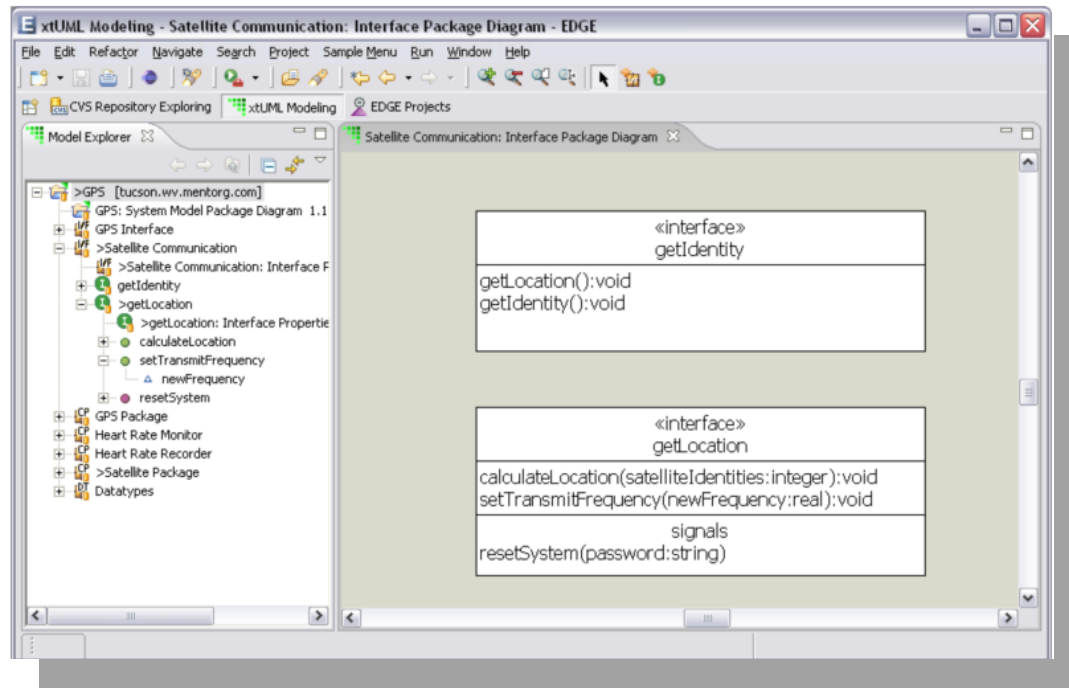 xtUML Modeling - Satellite Communication: Interface Package Diagram - EDGE
File Edit Refactor Navigate Search Project Sample Menu Run Window Help
CVS Repository Exploring xtUML Modeling EDGE Projects
Model Explorer
Satellite Communication: Interface Package Diagram
>GPS [tucson.wv.mentorg.com]
GPS: System Model Package Diagram 1.1
GPS Interface
>Satellite Communication
>Satellite Communication: Interface F
getIdentity
>getLocation
>getLocation: Interface Propertie
calculateLocation
setTransmitFrequency
newFrequency
resetSystem
GPS Package
Heart Rate Monitor
Heart Rate Recorder
>Satellite Package
Datatypes
«interface»
getIdentity
getLocation():void
getIdentity():void
«interface»
getLocation
calculateLocation(satelliteIdentities:integer):void
setTransmitFrequency(newFrequency:real):void
signals
resetSystem(password:string)